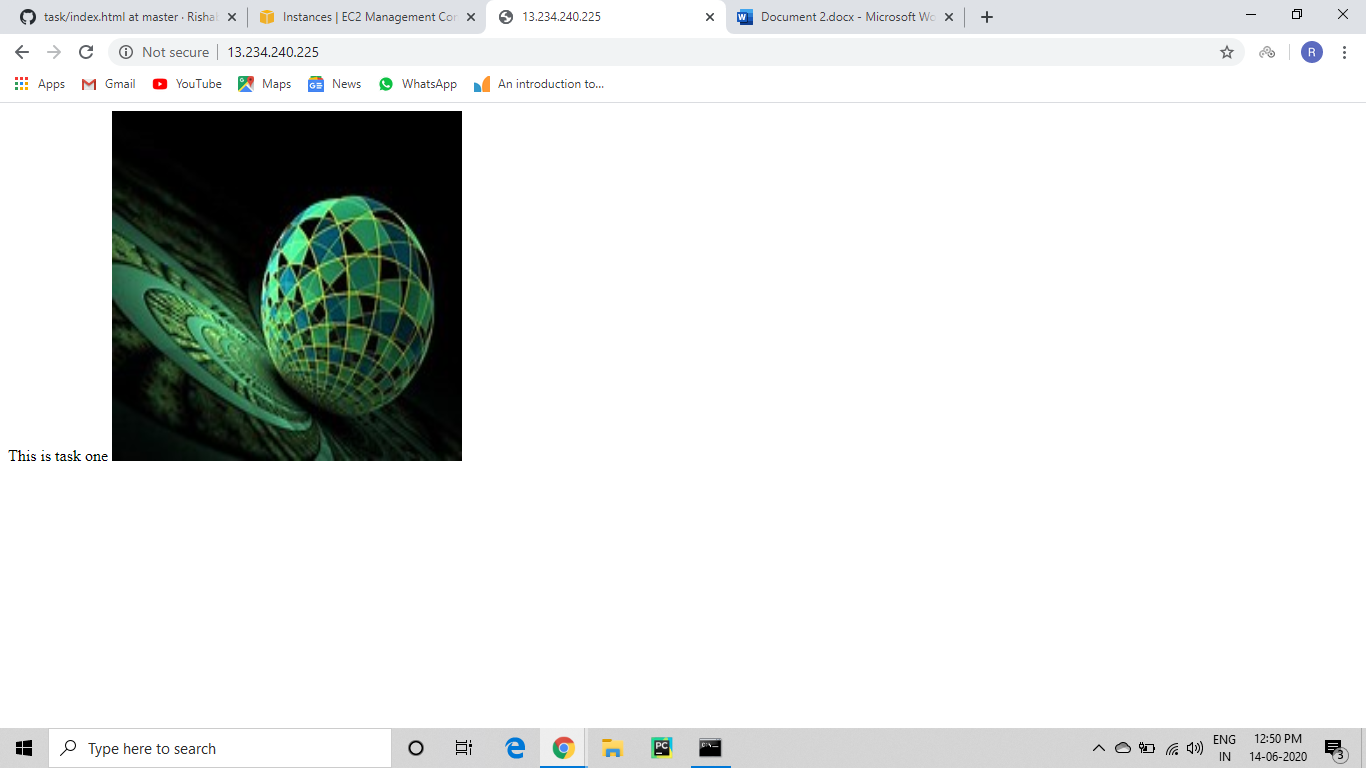 task/index.html at master · Risha
Instances | EC2 Management Con
13.234.240.225
Document 2.docx - Microsoft Wo
Not secure
13.234.240.225
R
Apps
Gmail
YouTube
Maps
News
WhatsApp
An introduction to...
This is task one
Type here to search
PC
ENG
IN
12:50 PM
14-06-2020
3